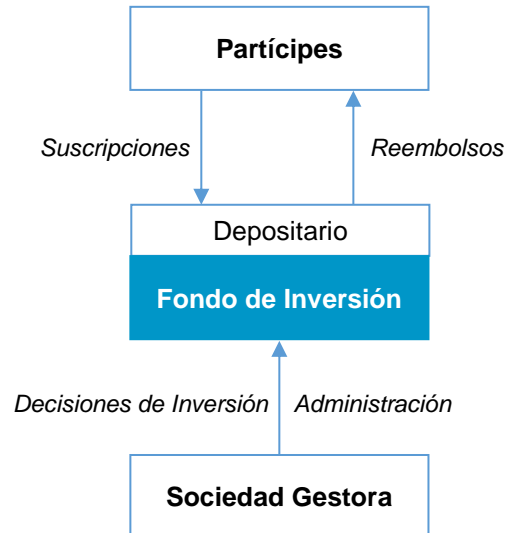 Partícipes
Suscripciones
Reembolsos
Depositario
Fondo de Inversión
Decisiones de Inversión
Administración
Sociedad Gestora